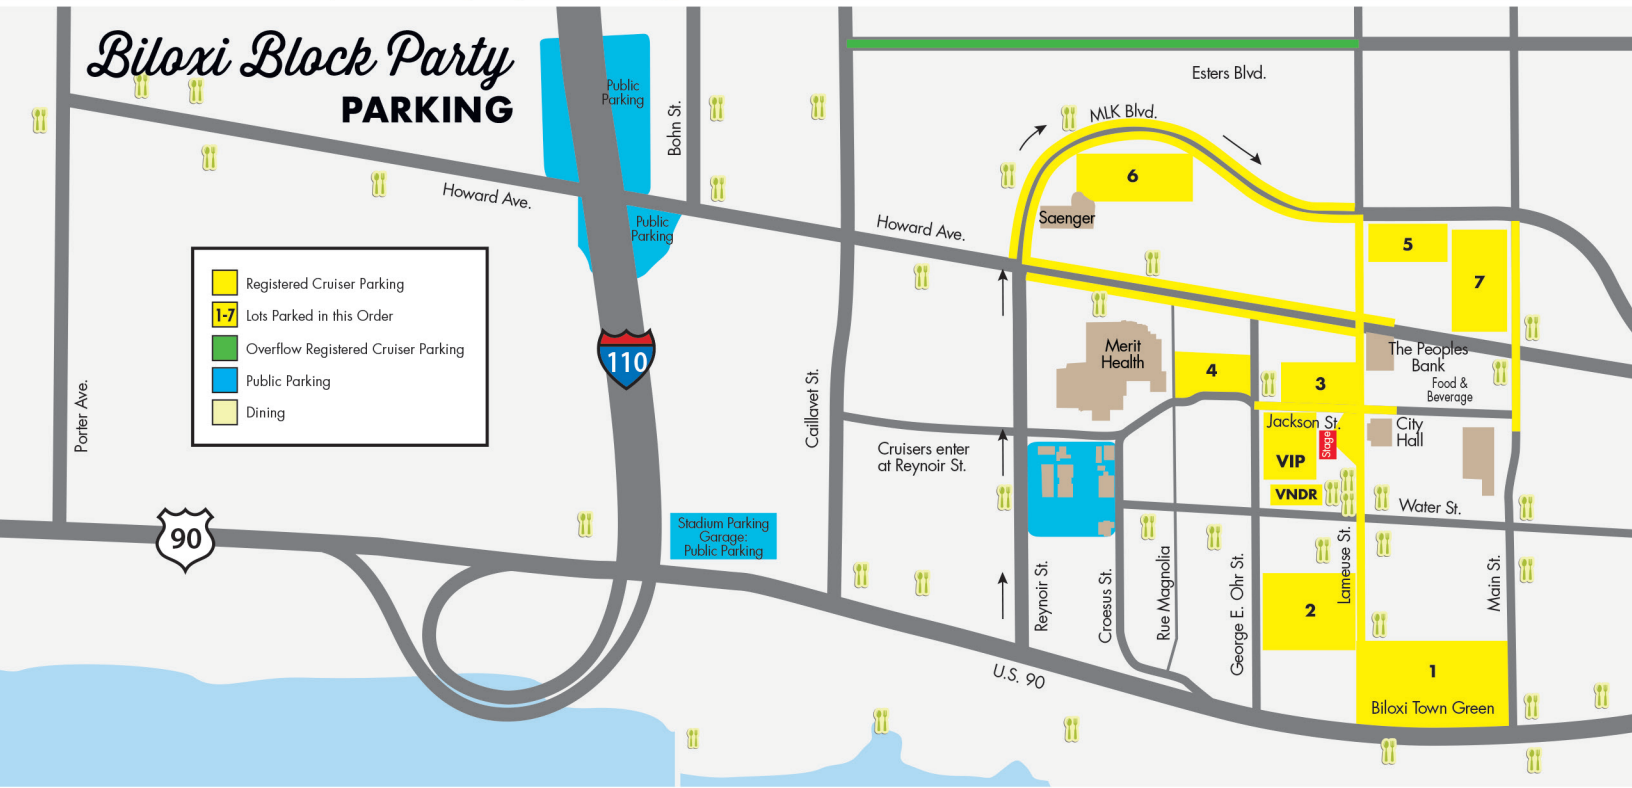 Biloxi Block Party
PARKING
Public
Parking
Bohn St.
Esters Blvd.
MLK Blvd.
6
Saenger
Howard Ave.
Public
Parking
Howard Ave.
5
7
Registered Cruiser Parking
1-7 Lots Parked in this Order
Overflow Registered Cruiser Parking
Public Parking
Dining
110
Merit
Health
4
3
The Peoples
Bank
Food &
Beverage
Porter Ave.
Caillavet St.
Cruisers enter
at Reynoir St.
Jackson St.
Stage
City
Hall
VIP
VNDR
Water St.
90
Stadium Parking
Garage:
Public Parking
Reynoir St.
Croesus St.
Rue Magnolia
George E. Ohr St.
Lameuse St.
Main St.
2
1
Biloxi Town Green
U.S. 90